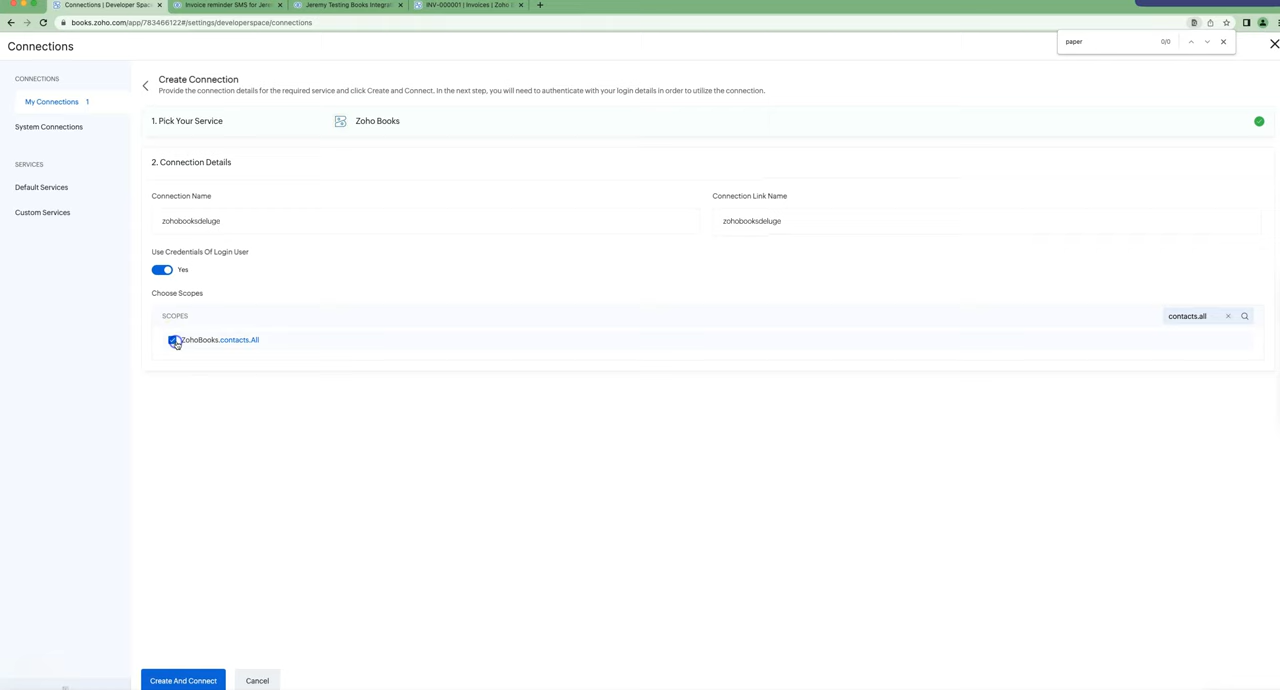 Connections | Developer Spac
Invoice reminder SMS for Jere
Jeremy Testing Books Integrat
INV-000001 | Invoices | Zoho B
books.zoho.com/app/783466122#/settings/developerspace/connections
paper
0/0
Connections
CONNECTIONS
My Connections 1
System Connections
SERVICES
Default Services
Custom Services
Create Connection
Provide the connection details for the required service and click Create and Connect. In the next step, you will need to authenticate with your login details in order to utilize the connection.
1. Pick Your Service
Zoho Books
2. Connection Details
Connection Name
Connection Link Name
zohobooksdeluge
zohobooksdeluge
Use Credentials Of Login User
Yes
Choose Scopes
SCOPES
contacts.all
ZohoBooks.contacts.All
Create And Connect
Cancel